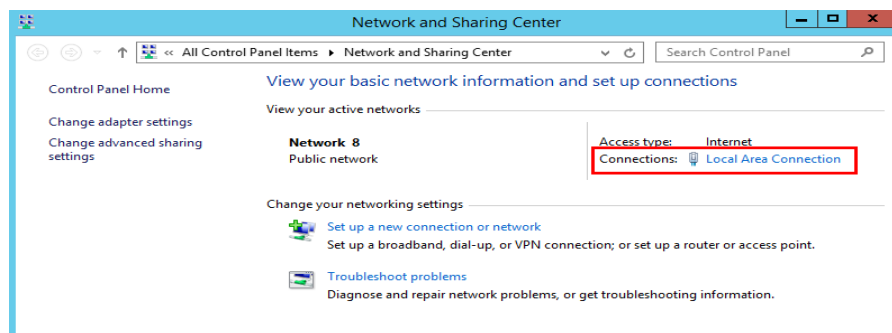 Network and Sharing Center
« All Control Panel Items ▸ Network and Sharing Center
Search Control Panel
Control Panel Home
Change adapter settings
Change advanced sharing
settings
View your basic network information and set up connections
View your active networks
Network 8
Public network
Access type: Internet
Connections: Local Area Connection
Change your networking settings
Set up a new connection or network
Set up a broadband, dial-up, or VPN connection; or set up a router or access point.
Troubleshoot problems
Diagnose and repair network problems, or get troubleshooting information.